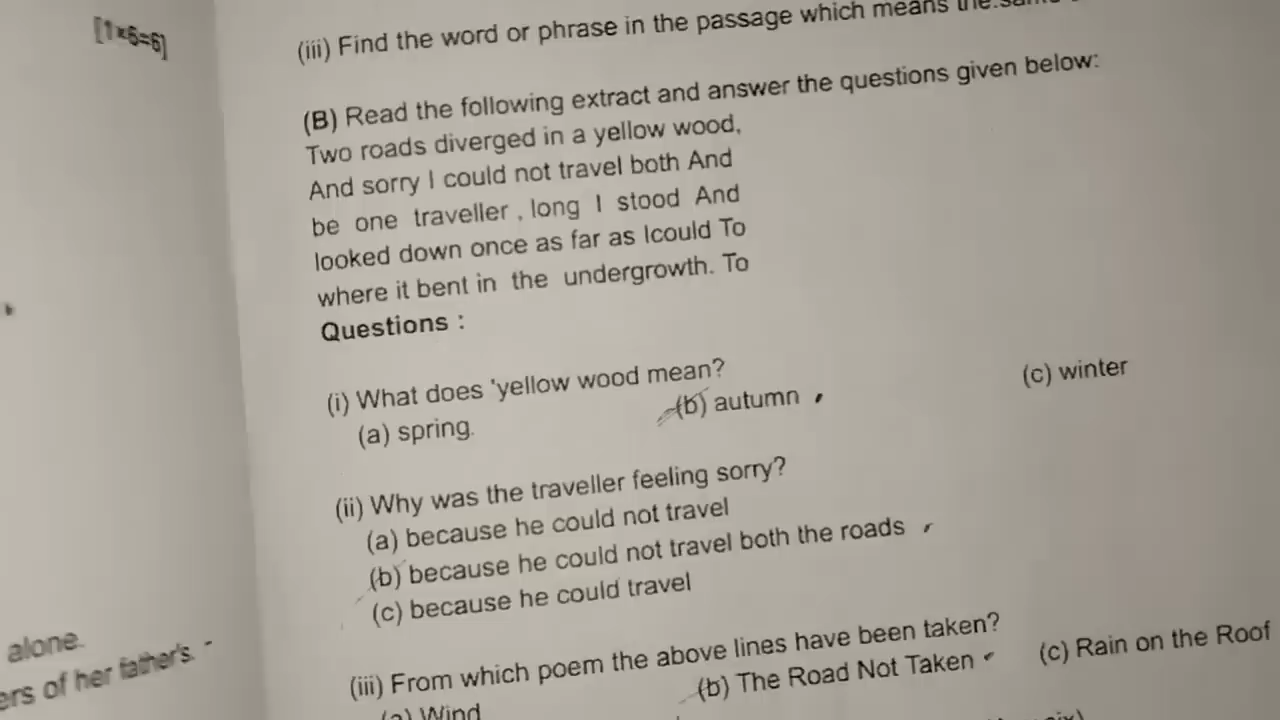 [1×6=6]
(iii) Find the word or phrase in the passage which means the sam
(B) Read the following extract and answer the questions given below:
Two roads diverged in a yellow wood,
And sorry I could not travel both And
be one traveller , long I stood And
looked down once as far as Icould To
where it bent in the undergrowth. To
Questions :
(i) What does 'yellow wood mean?
(a) spring. (b) autumn (c) winter
(ii) Why was the traveller feeling sorry?
(a) because he could not travel
(b) because he could not travel both the roads
(c) because he could travel
alone.
ers of her father's. -
(iii) From which poem the above lines have been taken?
(a) Wind (b) The Road Not Taken (c) Rain on the Roof